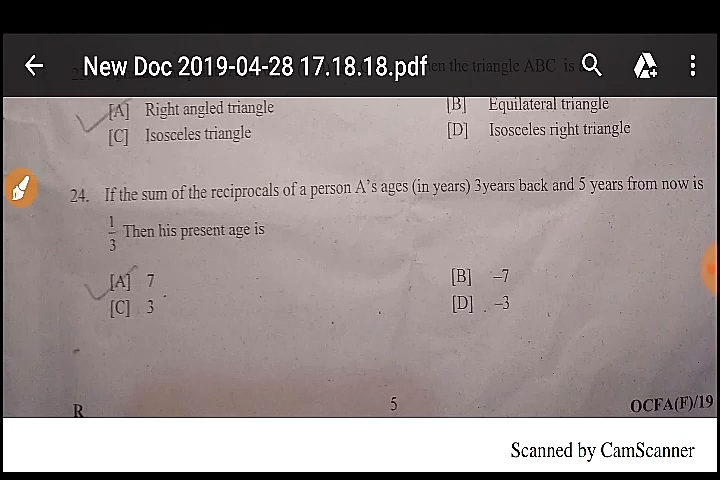 New Doc 2019-04-28 17.18.18.pdf
en the triangle ABC is
[A] Right angled triangle [B] Equilateral triangle
[C] Isosceles triangle [D] Isosceles right triangle
24. If the sum of the reciprocals of a person A's ages (in years) 3years back and 5 years from now is
1/3 Then his present age is
[A] 7 [B] –7
[C] 3 [D] –3
R 5 OCFA(F)/19
Scanned by CamScanner